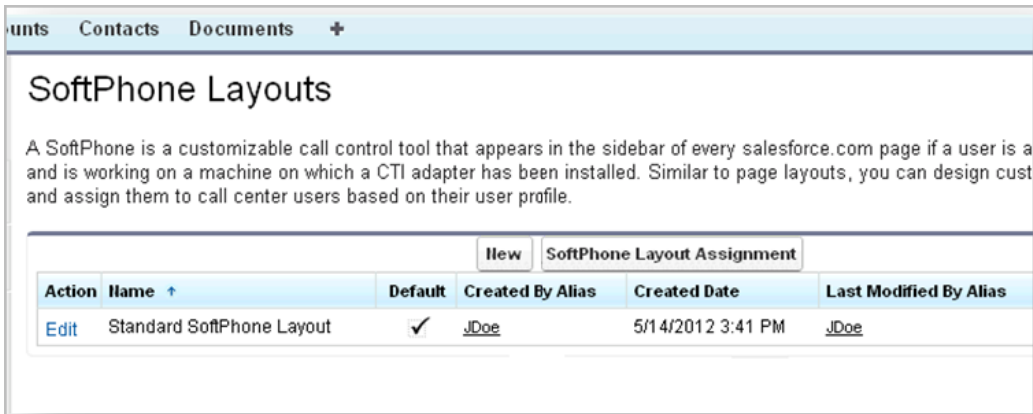 unts Contacts Documents +
SoftPhone Layouts
A SoftPhone is a customizable call control tool that appears in the sidebar of every salesforce.com page if a user is a
and is working on a machine on which a CTI adapter has been installed. Similar to page layouts, you can design cust
and assign them to call center users based on their user profile.
New SoftPhone Layout Assignment
Action Name ↑ Default Created By Alias Created Date Last Modified By Alias
Edit Standard SoftPhone Layout ✓ JDoe 5/14/2012 3:41 PM JDoe